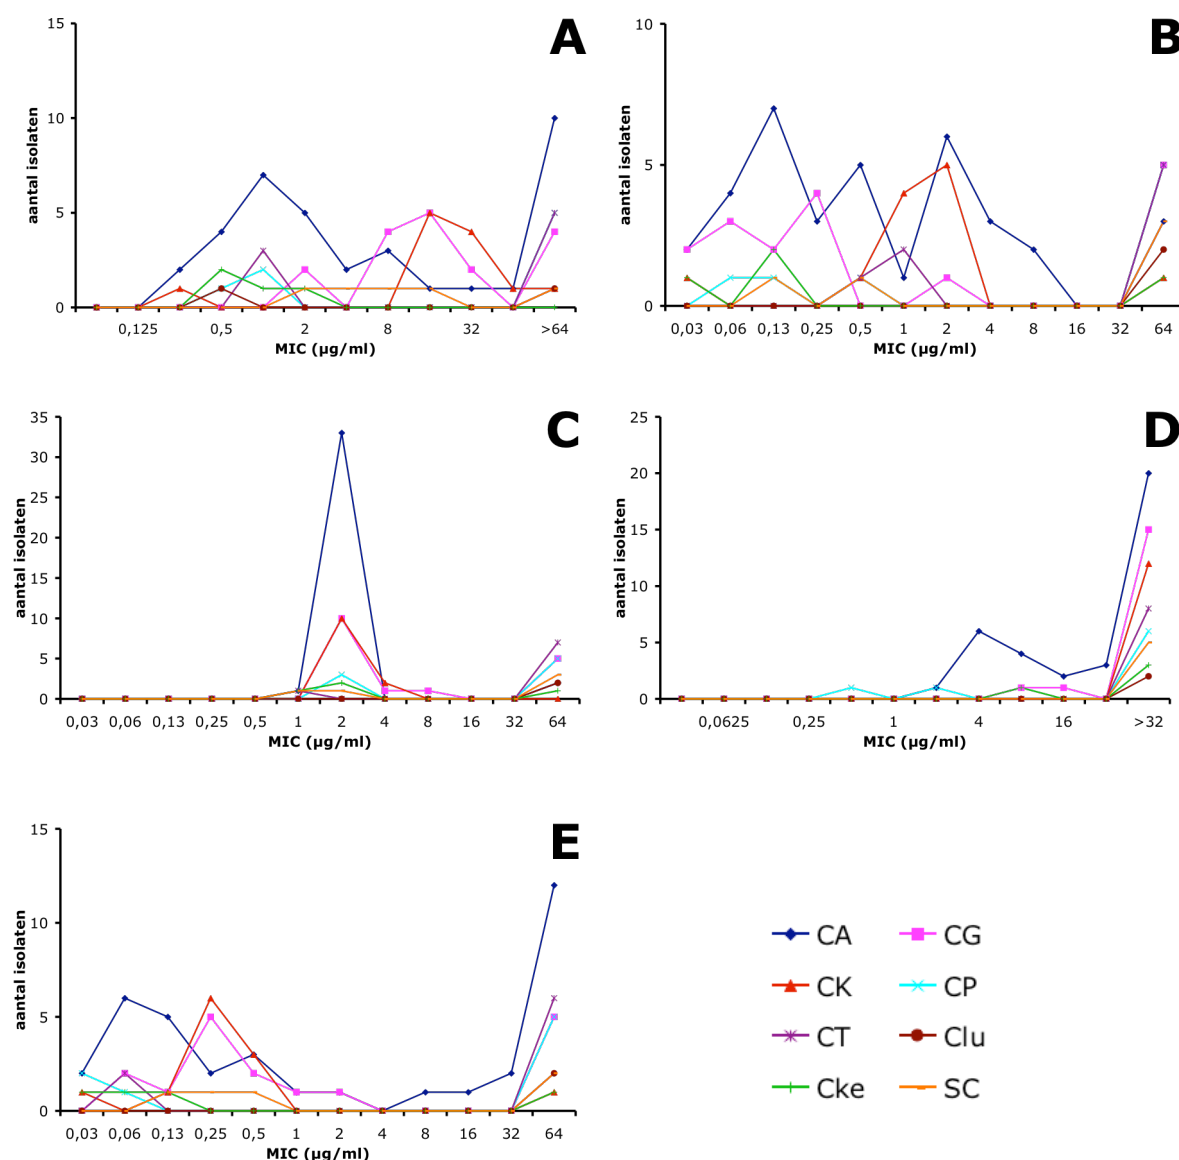 A
15
10
5
0
aantal isolaten
0,125 0,5 2 8 32 >64
MIC (µg/ml)
B
10
5
0
aantal isolaten
0,03 0,06 0,13 0,25 0,5 1 2 4 8 16 32 64
MIC (µg/ml)
C
35
30
25
20
15
10
5
0
aantal isolaten
0,03 0,06 0,13 0,25 0,5 1 2 4 8 16 32 64
MIC (µg/ml)
D
25
20
15
10
5
0
aantal isolaten
0,0625 0,25 1 4 16 >32
MIC (µg/ml)
E
15
10
5
0
aantal isolaten
0,03 0,06 0,13 0,25 0,5 1 2 4 8 16 32 64
MIC (µg/ml)
CA CG
CK CP
CT Clu
Cke SC